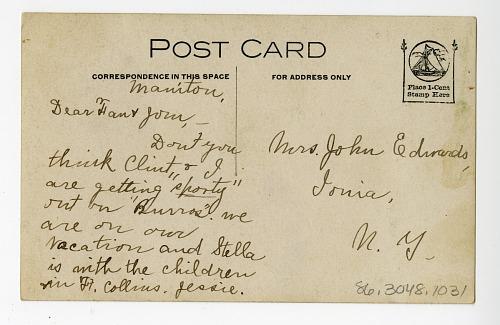 POST CARD
CORRESPONDENCE IN THIS SPACE
FOR ADDRESS ONLY
Place 1-Cent
Stamp Here
Maniton,
Dear Fan & Jom,—
Don't you
think Clint, & I
are getting "sporty"
out on "Burros". we
are on our
vacation and Stella
is with the children
in Ft. Collins. Jessie.
Mrs. John Edwards,
Ionia,
N. Y.
86.3048.1031